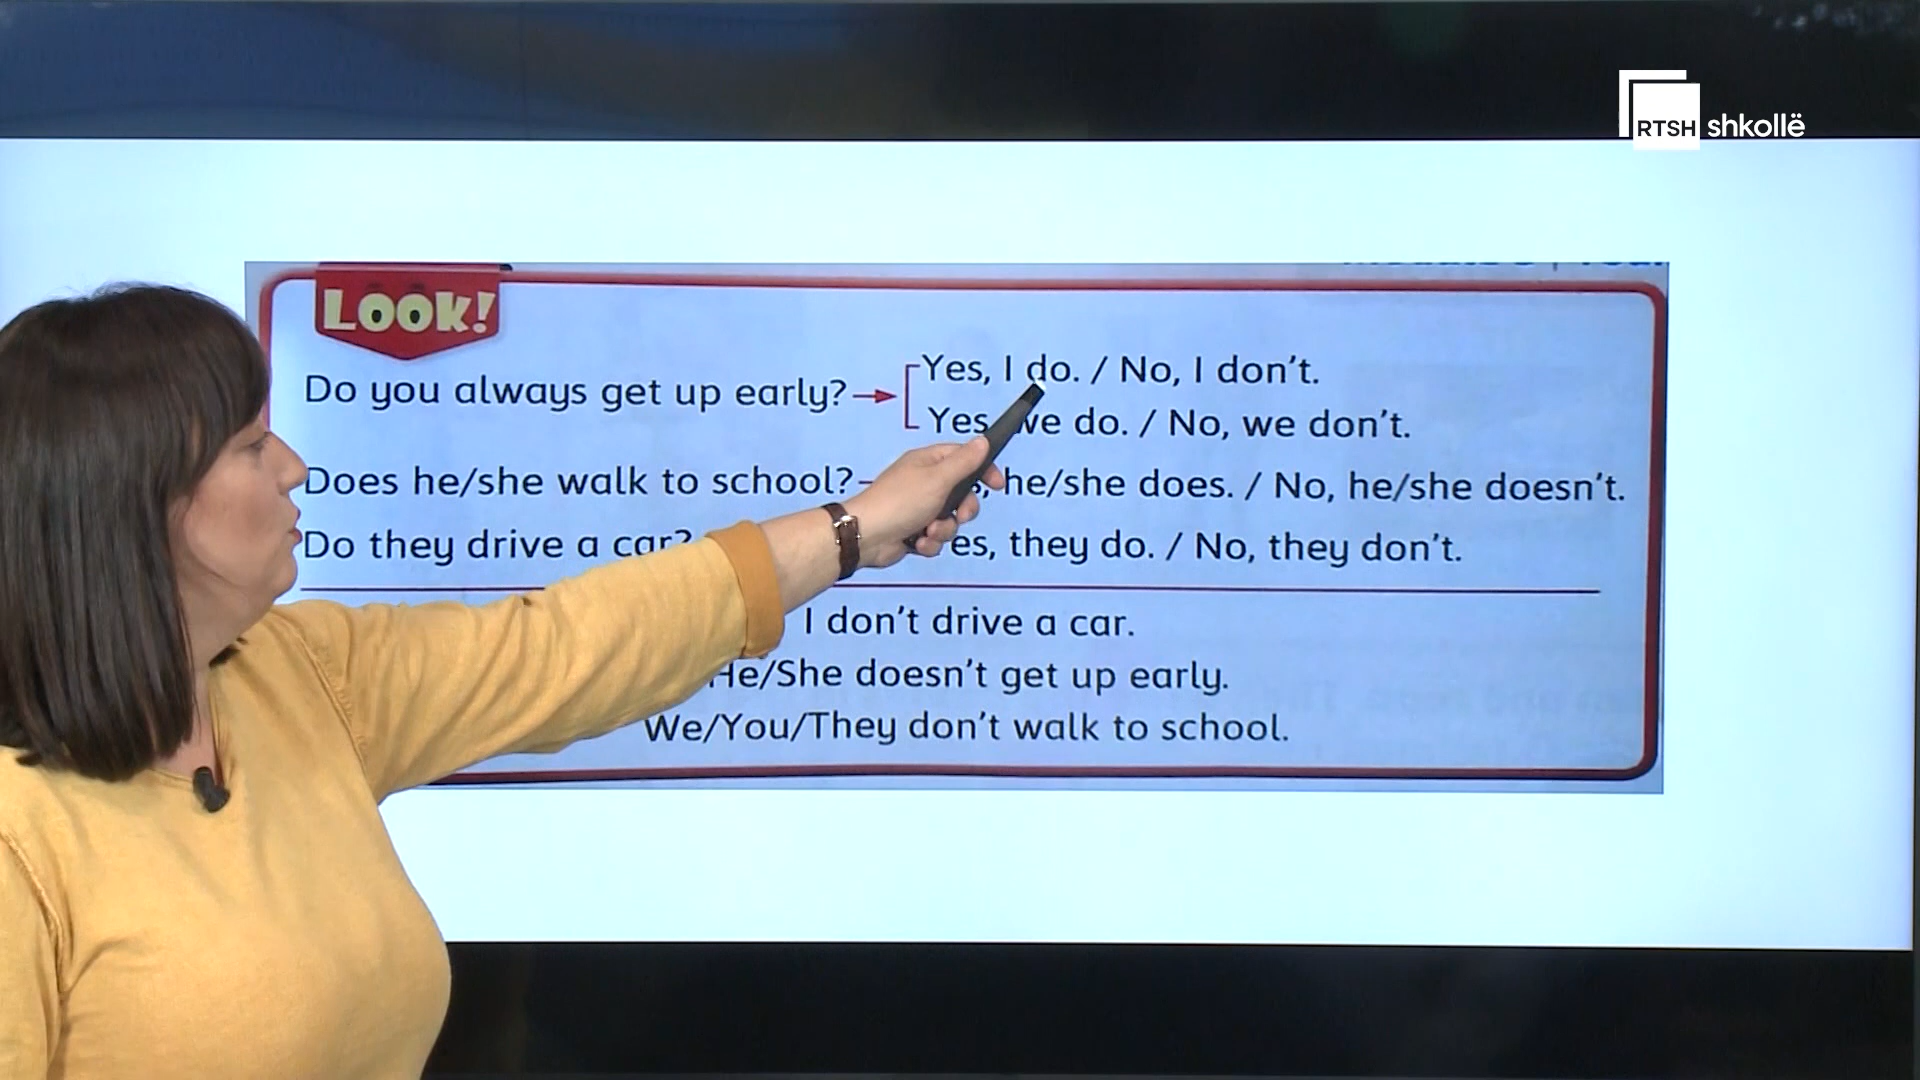 RTSH shkollë
LOOK!
Do you always get up early?
Yes, I do. / No, I don't.
Yes, we do. / No, we don't.
Does he/she walk to school? he/she does. / No, he/she doesn't.
Do they drive a car? they do. / No, they don't.
I don't drive a car.
He/She doesn't get up early.
We/You/They don't walk to school.